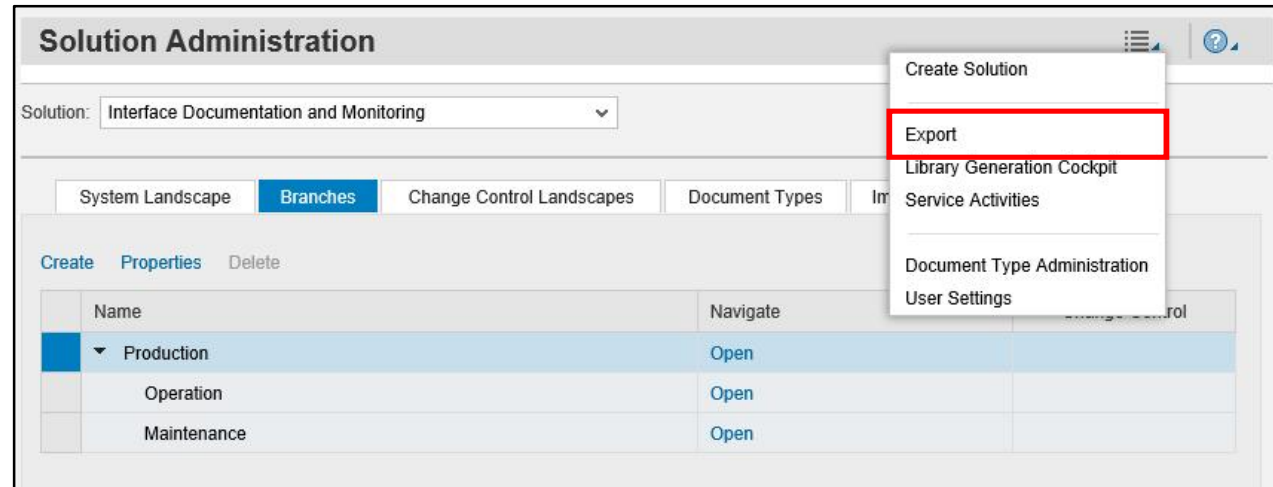 Solution Administration
Create Solution
Solution: Interface Documentation and Monitoring
Export
Library Generation Cockpit
System Landscape Branches Change Control Landscapes Document Types Im
Service Activities
Create Properties Delete
Document Type Administration
User Settings
Name Navigate
Production Open
Operation Open
Maintenance Open